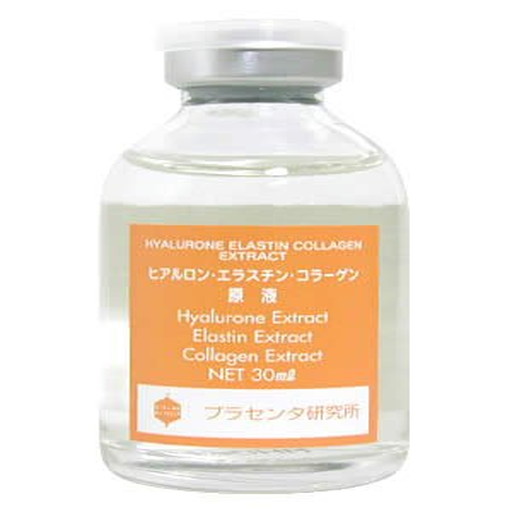 HYALURONE ELASTIN COLLAGEN
EXTRACT
ヒアルロン・エラスチン・コラーゲン
原液
Hyalurone Extract
Elastin Extract
Collagen Extract
NET 30mℓ
プラセンタ研究所